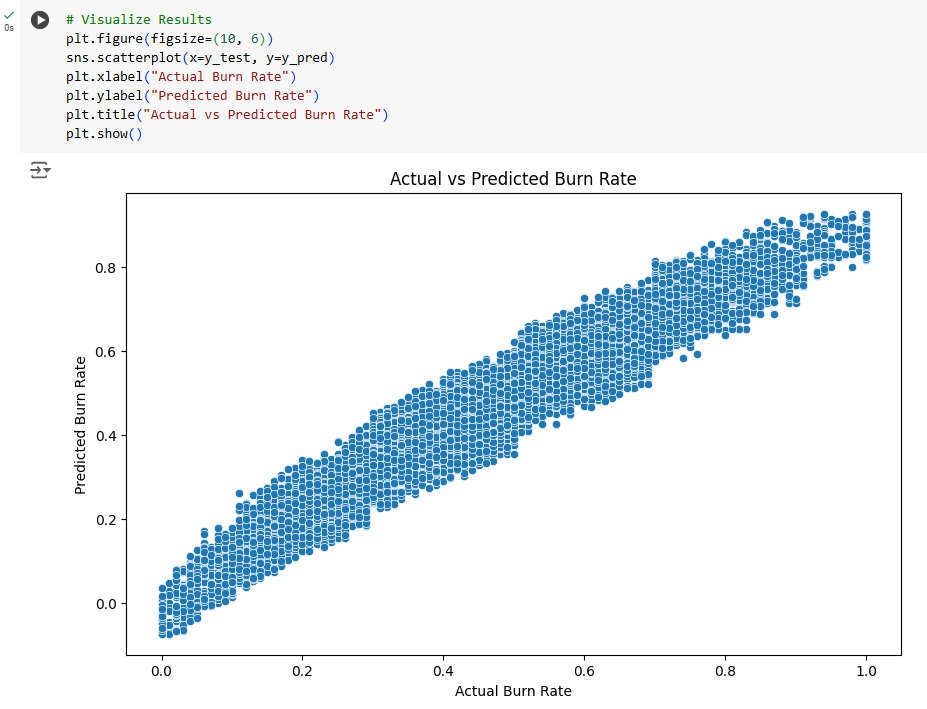 0s
# Visualize Results
plt.figure(figsize=(10, 6))
sns.scatterplot(x=y_test, y=y_pred)
plt.xlabel("Actual Burn Rate")
plt.ylabel("Predicted Burn Rate")
plt.title("Actual vs Predicted Burn Rate")
plt.show()
Actual vs Predicted Burn Rate
Predicted Burn Rate
0.8
0.6
0.4
0.2
0.0
0.0 0.2 0.4 0.6 0.8 1.0
Actual Burn Rate